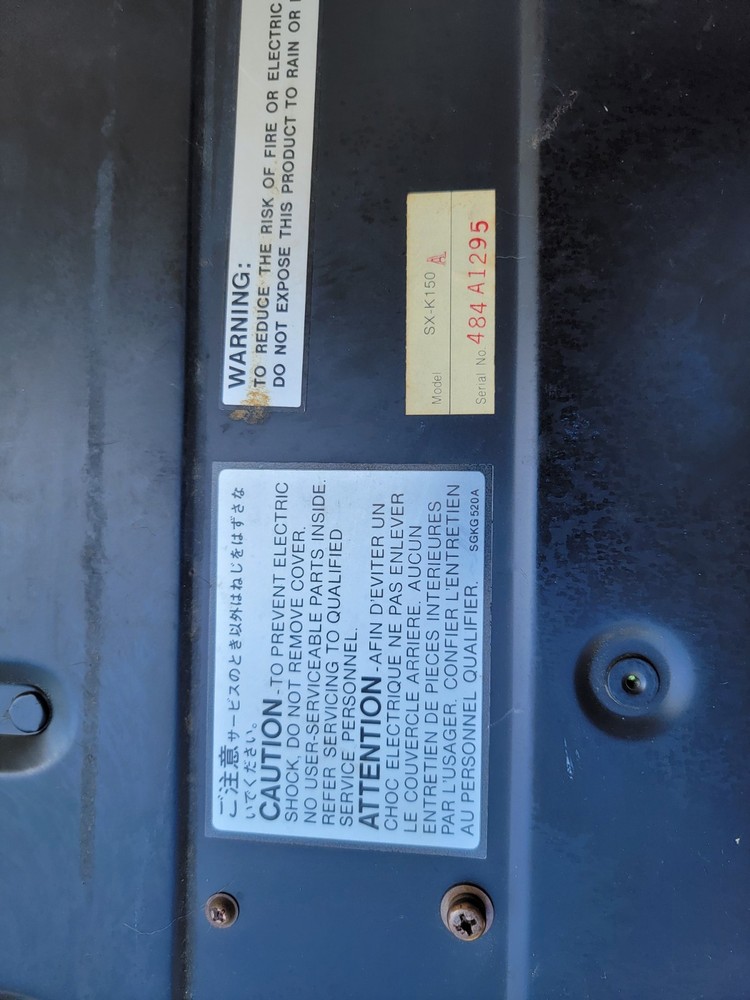 ご注意 サービスのとき以外はねじをはずさな
いでください。
CAUTION - TO PREVENT ELECTRIC
SHOCK, DO NOT REMOVE COVER.
NO USER-SERVICEABLE PARTS INSIDE.
REFER SERVICING TO QUALIFIED
SERVICE PERSONNEL.
ATTENTION - AFIN D'EVITER UN
CHOC ELECTRIQUE NE PAS ENLEVER
LE COUVERCLE ARRIERE. AUCUN
ENTRETIEN DE PIECES INTERIEURES
PAR L'USAGER. CONFIER L'ENTRETIEN
AU PERSONNEL QUALIFIER.
SGKG520A
WARNING:
TO REDUCE THE RISK OF FIRE OR ELECTRIC
DO NOT EXPOSE THIS PRODUCT TO RAIN OR
Model SX-K150 A
Serial No. 484A1295